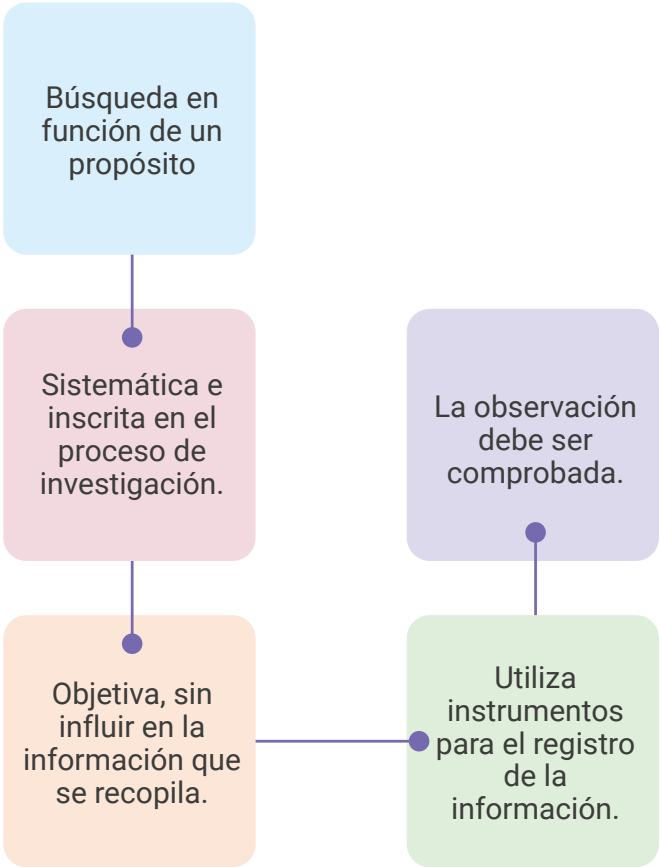 Búsqueda en
función de un
propósito
Sistemática e
inscrita en el
proceso de
investigación.
Objetiva, sin
influir en la
información que
se recopila.
Utiliza
instrumentos
para el registro
de la
información.
La observación
debe ser
comprobada.